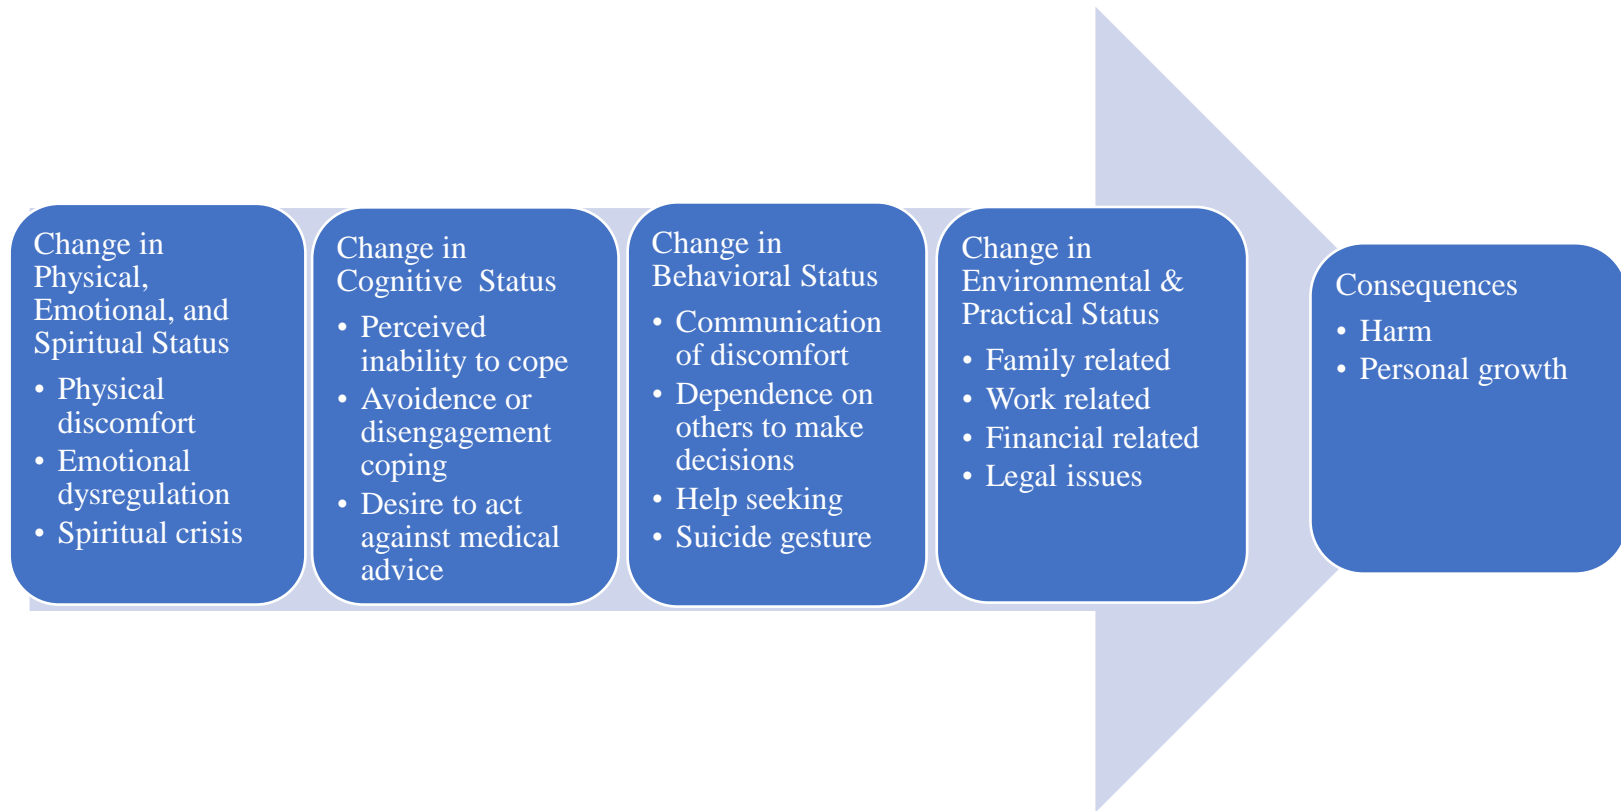 Change in
Physical,
Emotional, and
Spiritual Status
• Physical
discomfort
• Emotional
dysregulation
• Spiritual crisis
Change in
Cognitive  Status
• Perceived
inability to cope
• Avoidence or
disengagement
coping
• Desire to act
against medical
advice
Change in
Behavioral Status
• Communication
of discomfort
• Dependence on
others to make
decisions
• Help seeking
• Suicide gesture
Change in
Environmental &
Practical Status
• Family related
• Work related
• Financial related
• Legal issues
Consequences
• Harm
• Personal growth